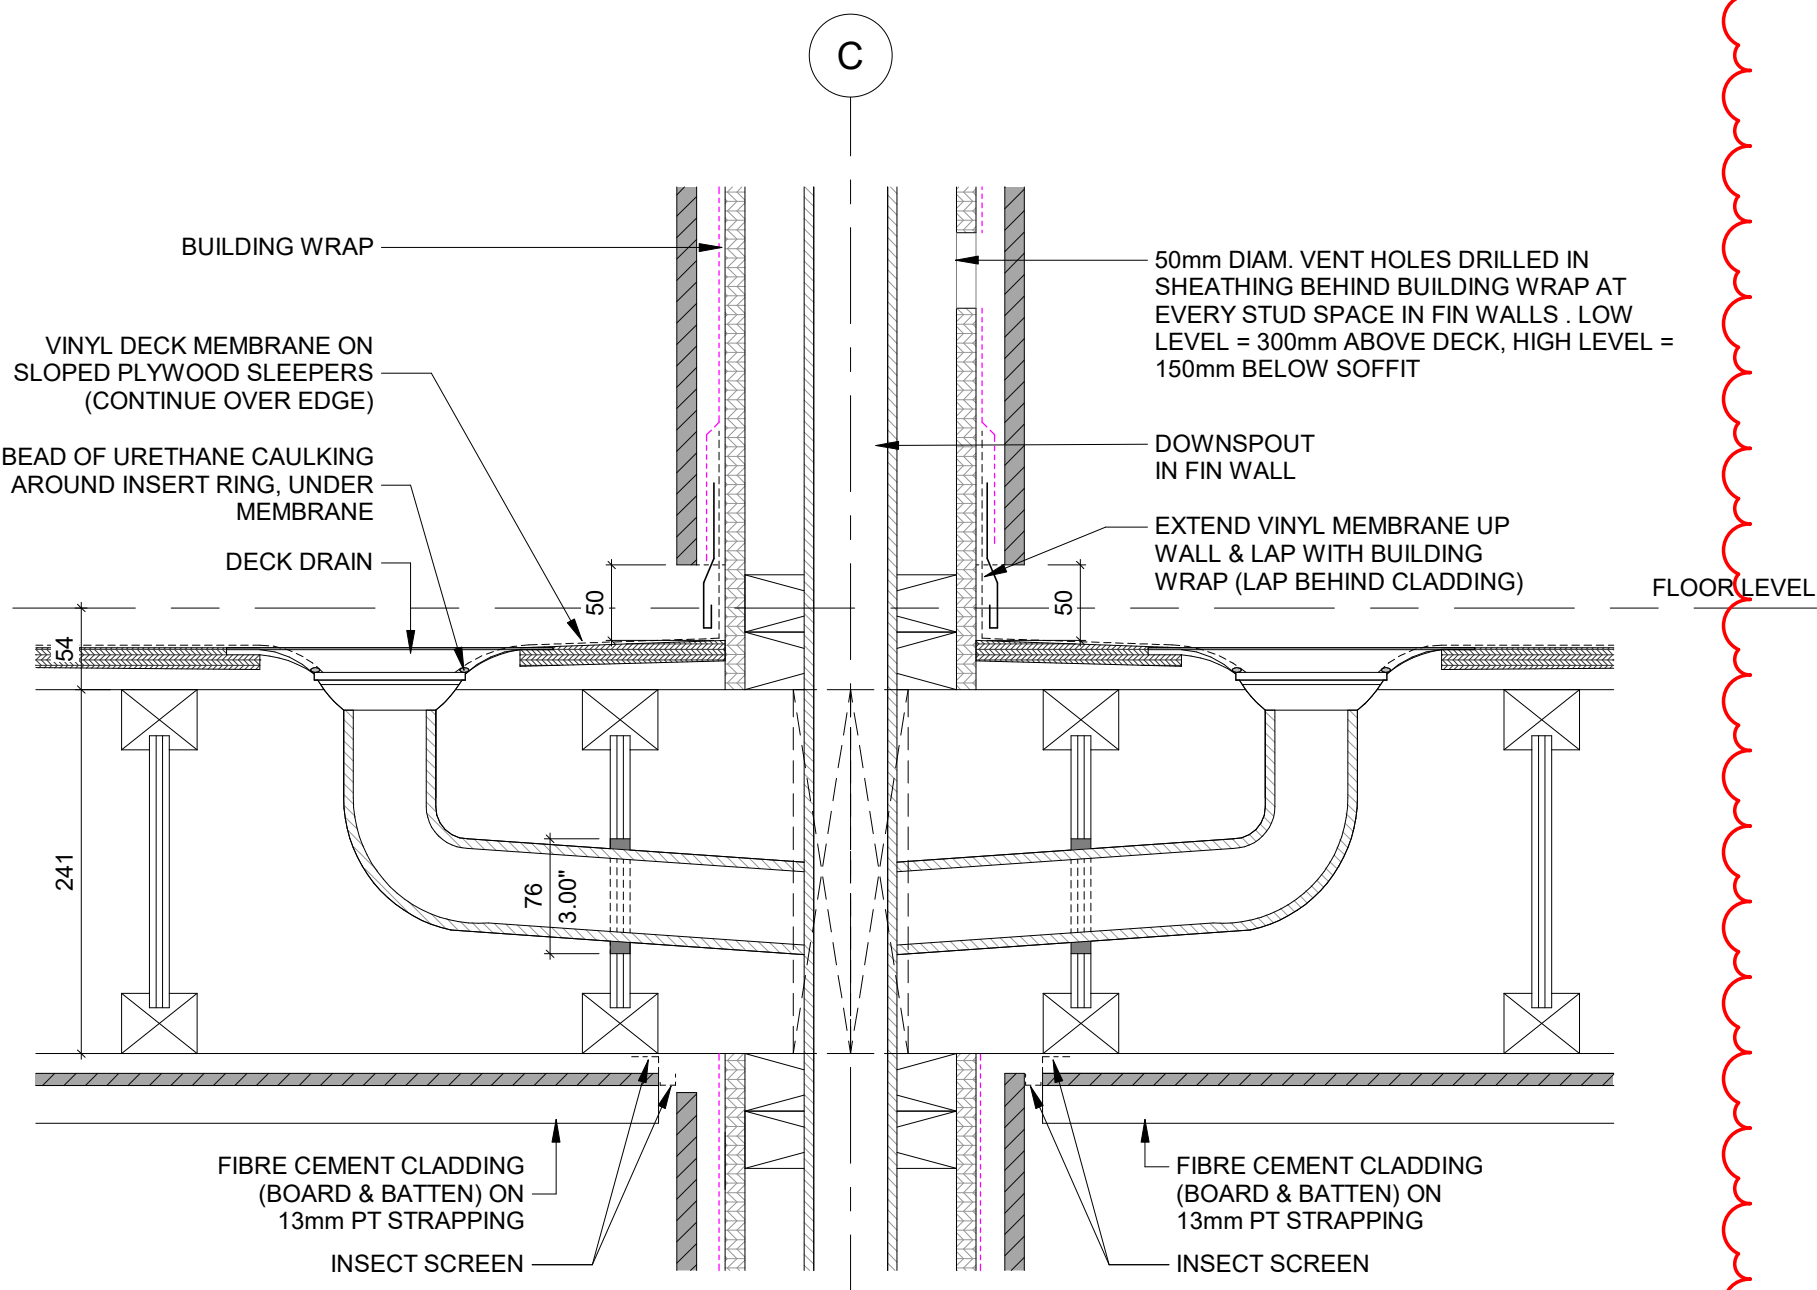 C
BUILDING WRAP
VINYL DECK MEMBRANE ON
SLOPED PLYWOOD SLEEPERS
(CONTINUE OVER EDGE)
BEAD OF URETHANE CAULKING
AROUND INSERT RING, UNDER
MEMBRANE
DECK DRAIN
50mm DIAM. VENT HOLES DRILLED IN
SHEATHING BEHIND BUILDING WRAP AT
EVERY STUD SPACE IN FIN WALLS . LOW
LEVEL = 300mm ABOVE DECK, HIGH LEVEL =
150mm BELOW SOFFIT
DOWNSPOUT
IN FIN WALL
EXTEND VINYL MEMBRANE UP
WALL & LAP WITH BUILDING
WRAP (LAP BEHIND CLADDING)
FLOOR LEVEL
50
50
54
241
76
3.00"
FIBRE CEMENT CLADDING
(BOARD & BATTEN) ON
13mm PT STRAPPING
INSECT SCREEN
FIBRE CEMENT CLADDING
(BOARD & BATTEN) ON
13mm PT STRAPPING
INSECT SCREEN